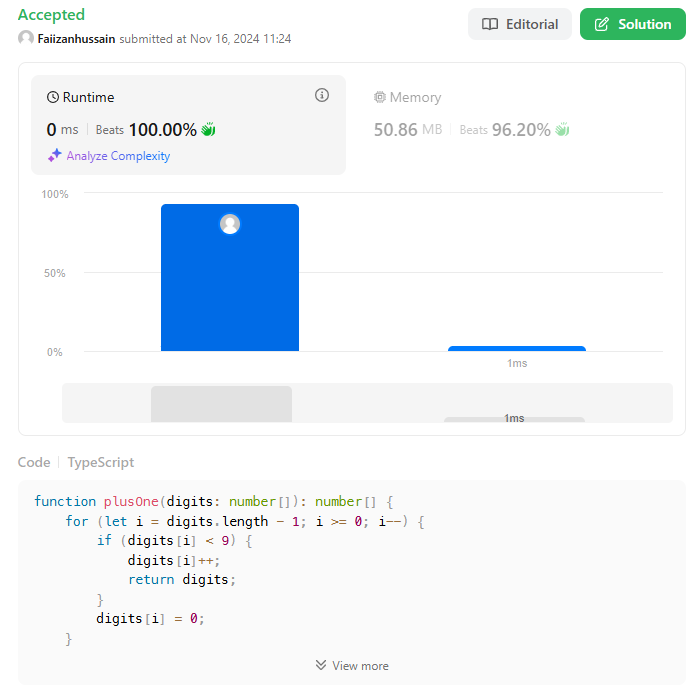 Accepted
Faiizanhussain submitted at Nov 16, 2024 11:24
Editorial
Solution
Runtime
0 ms Beats 100.00%
Analyze Complexity
Memory
50.86 MB Beats 96.20%
100%
50%
0%
1ms
1ms
Code TypeScript
function plusOne(digits: number[]): number[] {
    for (let i = digits.length - 1; i >= 0; i--) {
        if (digits[i] < 9) {
            digits[i]++;
            return digits;
        }
        digits[i] = 0;
    }
View more